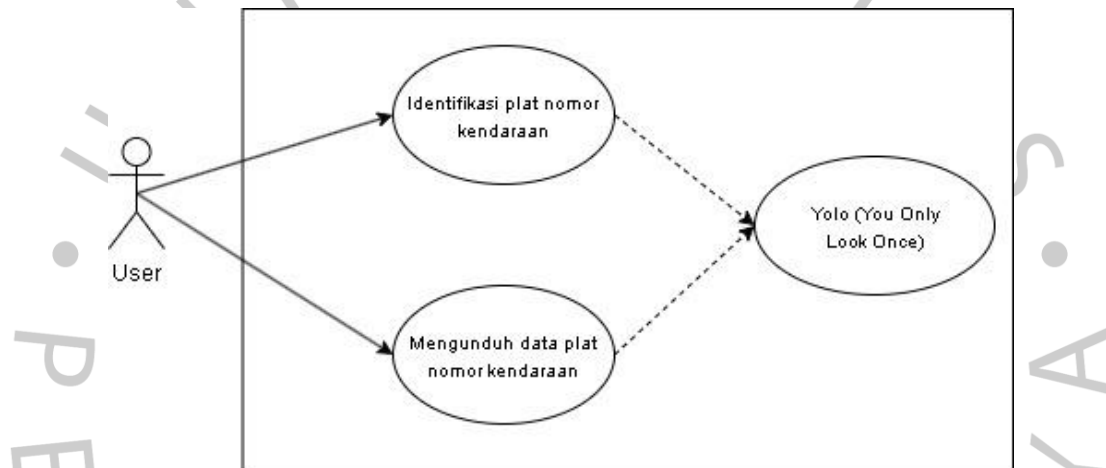 Identifikasi plat nomor
kendaraan
Yolo (You Only
Look Once)
User
Mengunduh data plat
nomor kendaraan